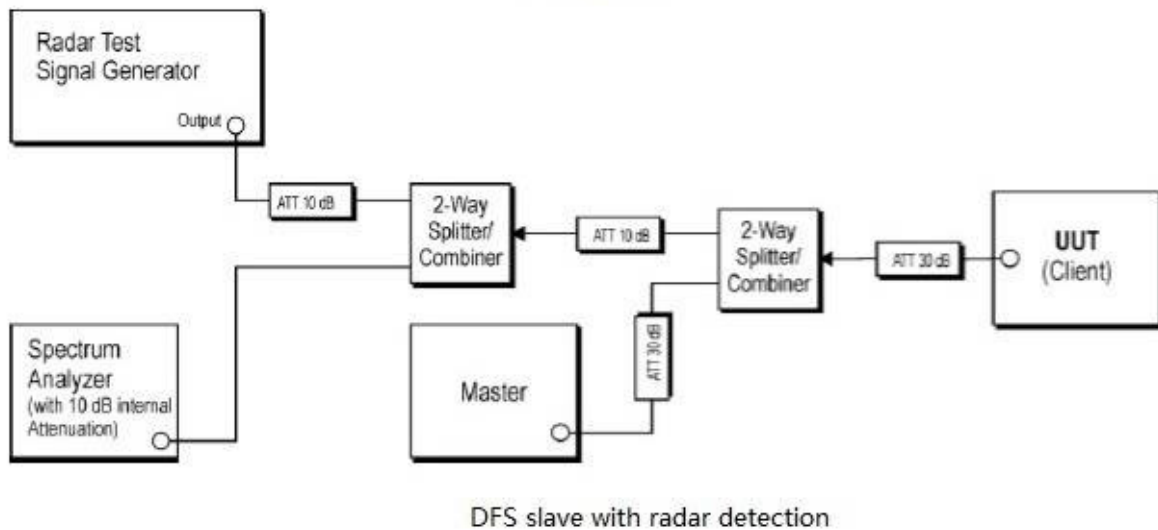 Radar Test
Signal Generator
Output
ATT 10 dB
2-Way
Splitter/
Combiner
ATT 10 dB
2-Way
Splitter/
Combiner
ATT 30 dB
UUT
(Client)
Spectrum
Analyzer
(with 10 dB internal
Attenuation)
Master
ATT 30 dB
DFS slave with radar detection